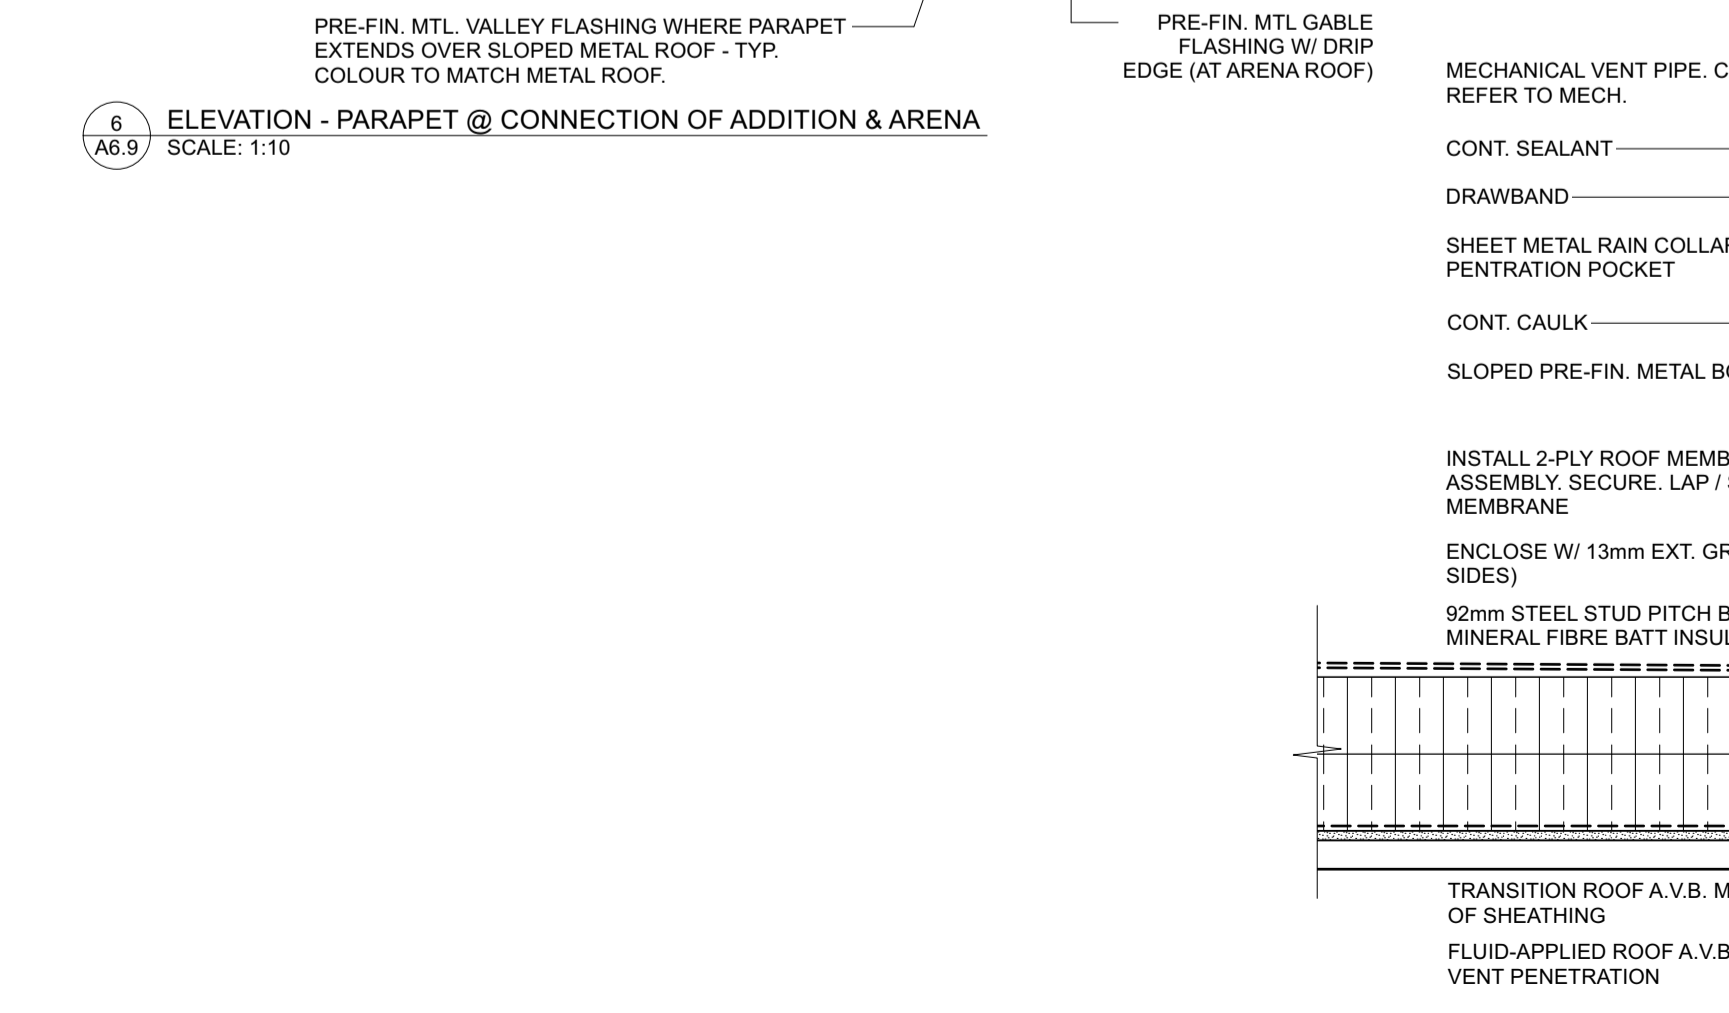 PRE-FIN. MTL. VALLEY FLASHING WHERE PARAPET
EXTENDS OVER SLOPED METAL ROOF - TYP.
COLOUR TO MATCH METAL ROOF.
6
A6.9
ELEVATION - PARAPET @ CONNECTION OF ADDITION & ARENA
SCALE: 1:10
PRE-FIN. MTL GABLE
FLASHING W/ DRIP
EDGE (AT ARENA ROOF)
MECHANICAL VENT PIPE. C
REFER TO MECH.
CONT. SEALANT
DRAWBAND
SHEET METAL RAIN COLLAR
PENTRATION POCKET
CONT. CAULK
SLOPED PRE-FIN. METAL
INSTALL 2-PLY ROOF MEMB
ASSEMBLY. SECURE. LAP /
MEMBRANE
ENCLOSE W/ 13mm EXT. GR
SIDES)
92mm STEEL STUD PITCH B
MINERAL FIBRE BATT INSUL
TRANSITION ROOF A.V.B. M
OF SHEATHING
FLUID-APPLIED ROOF A.V.B
VENT PENETRATION